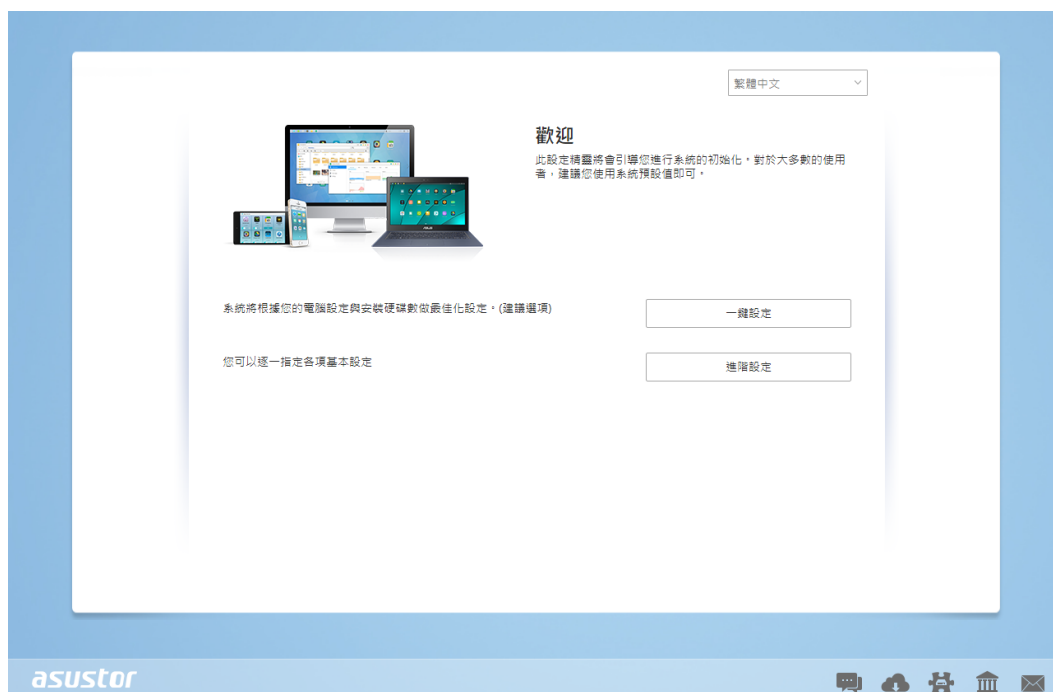 繁體中文
歡迎
此設定精靈將會引導您進行系統的初始化。對於大多數的使用
者，建議您使用系統預設值即可。
系統將根據您的電腦設定與安裝硬碟數做最佳化設定。(建議選項)
一鍵設定
您可以逐一指定各項基本設定
進階設定
asustor